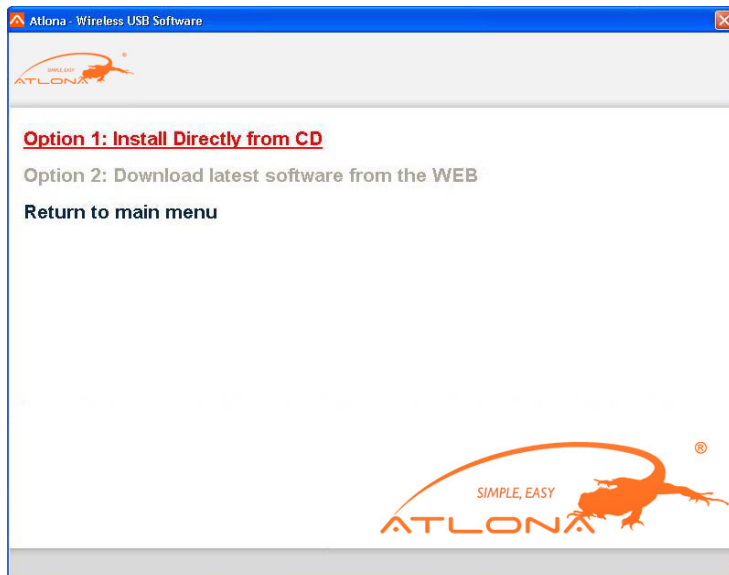 Atlona - Wireless USB Software
SIMPLE, EASY
ATLONA
®
Option 1: Install Directly from CD
Option 2: Download latest software from the WEB
Return to main menu
®
SIMPLE, EASY
ATLONA